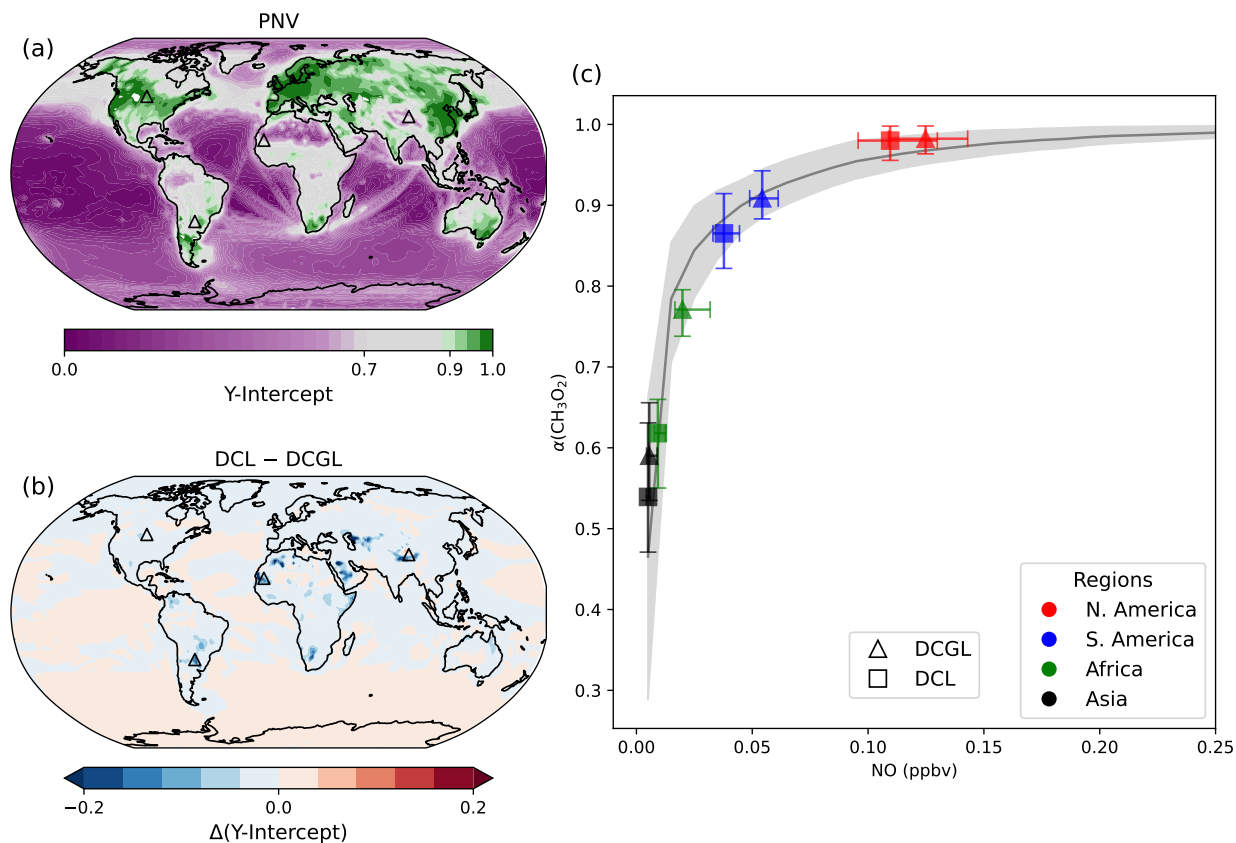 PNV
(a)
0.0 0.7 0.9 1.0
Y-Intercept
DCL − DCGL
(b)
−0.2 0.0 0.2
Δ(Y-Intercept)
(c)
1.0
0.9
0.8
0.7
0.6
0.5
0.4
0.3
α(CH₃O₂)
0.00 0.05 0.10 0.15 0.20 0.25
NO (ppbv)
DCGL
DCL
Regions
N. America
S. America
Africa
Asia